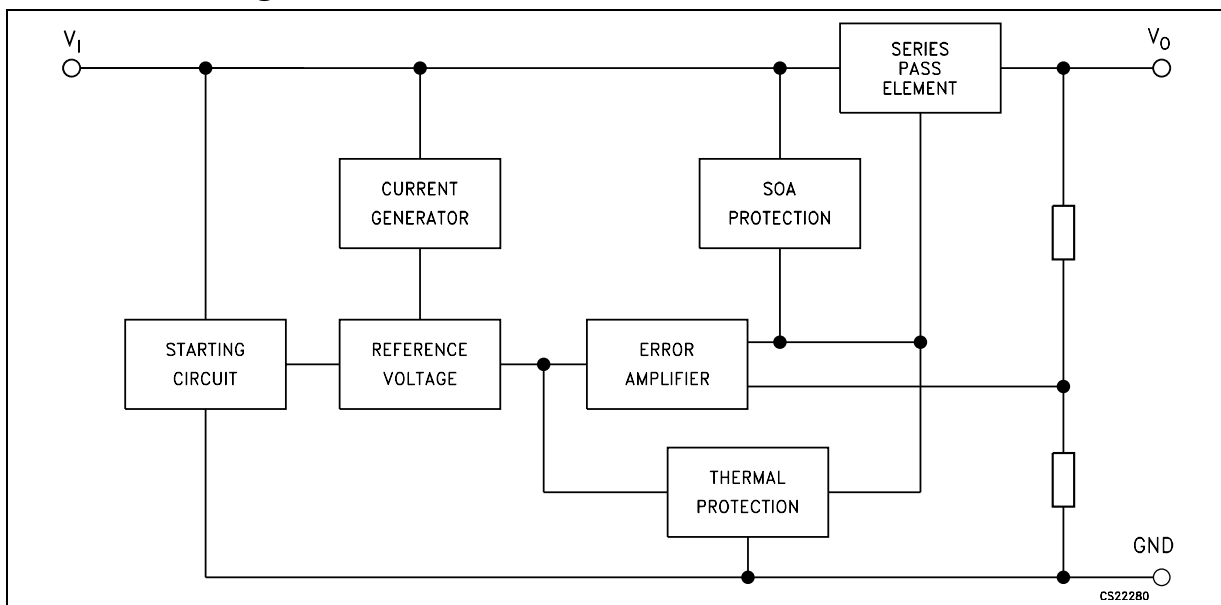 V_I
V_O
SERIES
PASS
ELEMENT
CURRENT
GENERATOR
SOA
PROTECTION
STARTING
CIRCUIT
REFERENCE
VOLTAGE
ERROR
AMPLIFIER
THERMAL
PROTECTION
GND
CS22280